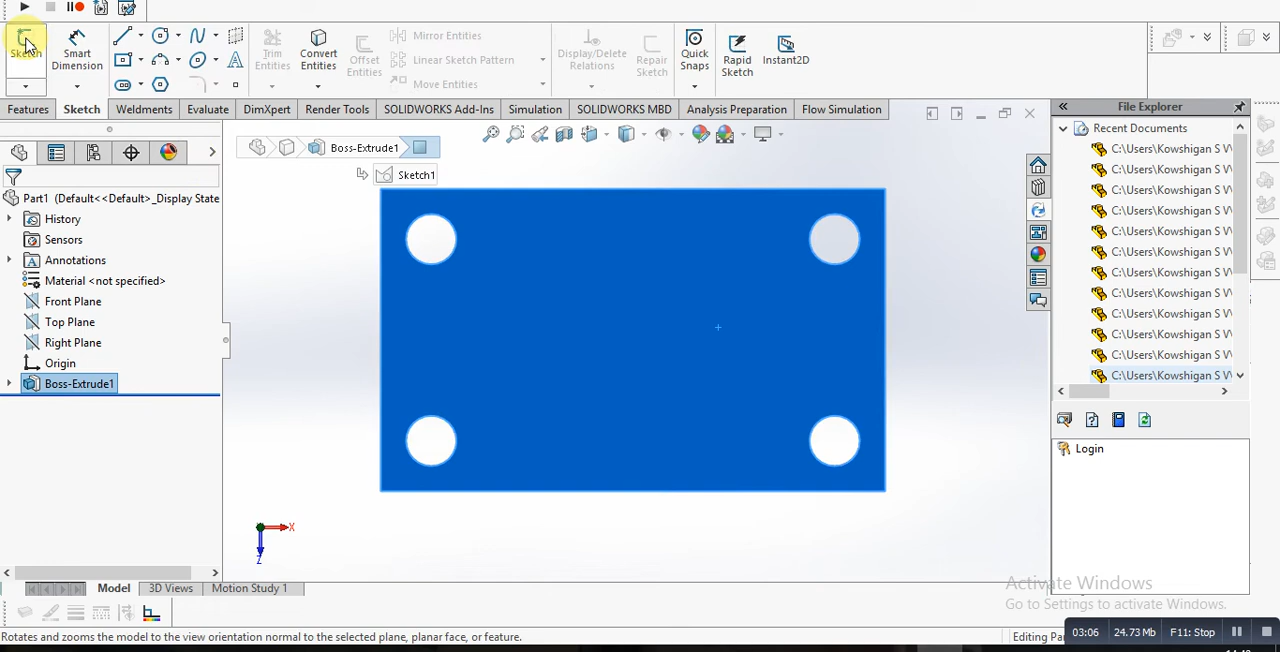 Sketch
Smart
Dimension
Trim
Entities
Convert
Entities
Offset
Entities
Mirror Entities
Linear Sketch Pattern
Move Entities
Display/Delete
Relations
Repair
Sketch
Quick
Snaps
Rapid
Sketch
Instant2D
Features
Sketch
Weldments
Evaluate
DimXpert
Render Tools
SOLIDWORKS Add-Ins
Simulation
SOLIDWORKS MBD
Analysis Preparation
Flow Simulation
File Explorer
Recent Documents
C:\Users\Kowshigan S
C:\Users\Kowshigan S
C:\Users\Kowshigan S
C:\Users\Kowshigan S
C:\Users\Kowshigan S
C:\Users\Kowshigan S
C:\Users\Kowshigan S
C:\Users\Kowshigan S
C:\Users\Kowshigan S
C:\Users\Kowshigan S
C:\Users\Kowshigan S
C:\Users\Kowshigan S
Login
Boss-Extrude1
Sketch1
Part1 (Default<<Default>_Display State
History
Sensors
Annotations
Material <not specified>
Front Plane
Top Plane
Right Plane
Origin
Boss-Extrude1
X
Z
Model
3D Views
Motion Study 1
Activate Windows
Go to Settings to activate Windows.
Rotates and zooms the model to the view orientation normal to the selected plane, planar face, or feature.
Editing
03:06
24.73 Mb
F11: Stop